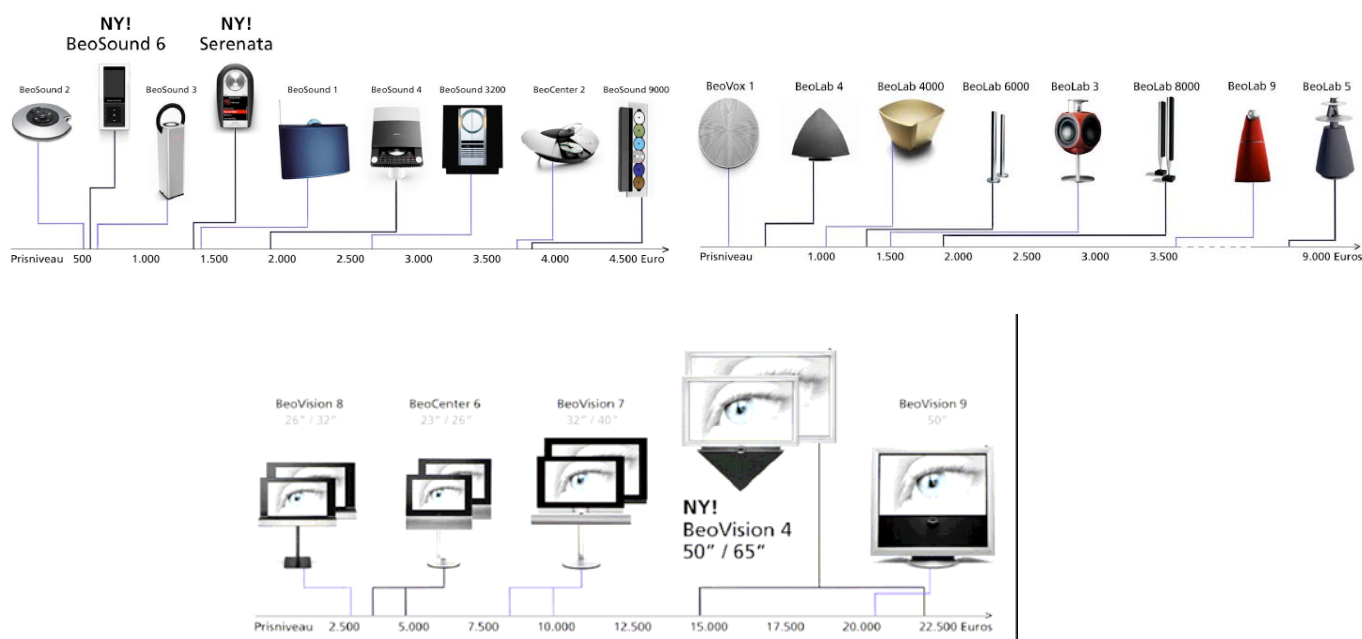 NY!
BeoSound 6
NY!
Serenata
BeoSound 2
BeoSound 3
BeoSound 1
BeoSound 4
BeoSound 3200
BeoCenter 2
BeoSound 9000
Prisniveau 500 1.000 1.500 2.000 2.500 3.000 3.500 4.000 4.500 Euro
BeoVox 1
BeoLab 4
BeoLab 4000
BeoLab 6000
BeoLab 3
BeoLab 8000
BeoLab 9
BeoLab 5
Prisniveau 1.000 1.500 2.000 2.500 3.000 3.500 9.000 Euros
BeoVision 8
26” / 32”
BeoCenter 6
23” / 26”
BeoVision 7
32” / 40”
NY!
BeoVision 4
50” / 65”
BeoVision 9
50”
Prisniveau 2.500 5.000 7.500 10.000 12.500 15.000 17.500 20.000 22.500 Euros